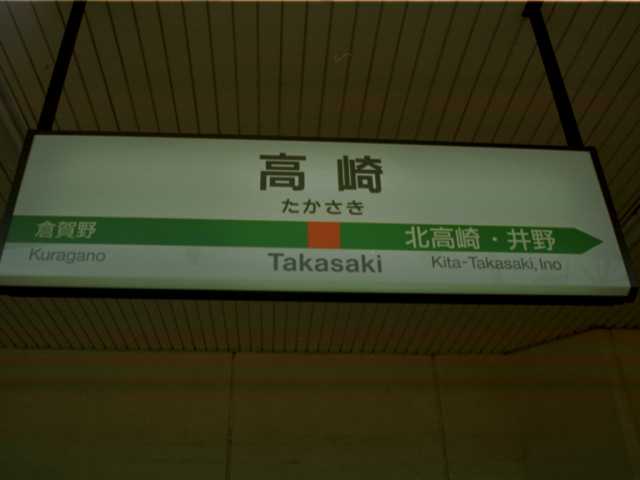 高崎
たかさき
倉賀野
北高崎・井野
Kuragano
Takasaki
Kita-Takasaki, Ino